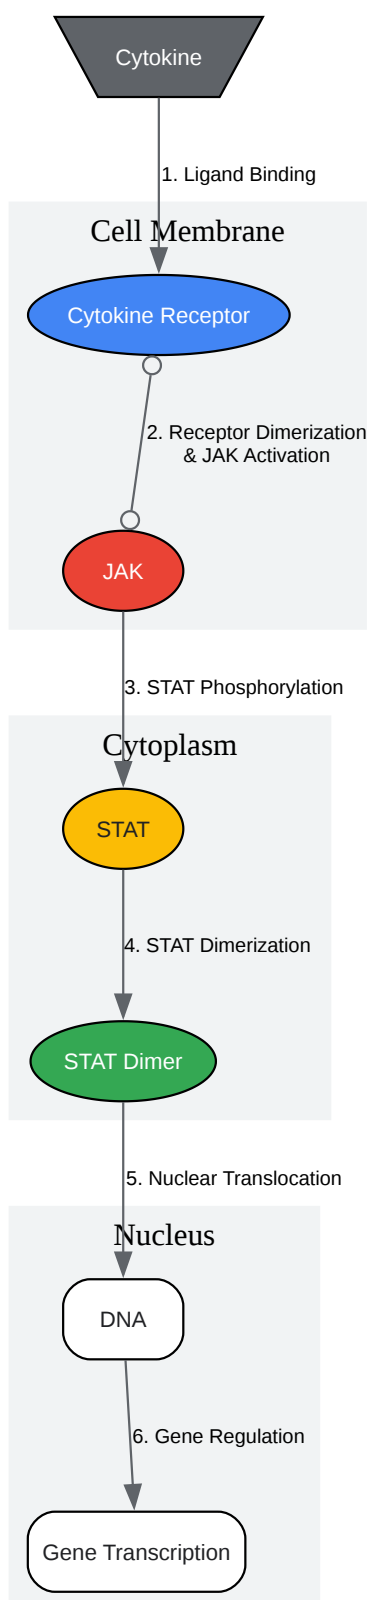 Cytokine
1. Ligand Binding
Cell Membrane
Cytokine Receptor
2. Receptor Dimerization
& JAK Activation
JAK
3. STAT Phosphorylation
Cytoplasm
STAT
4. STAT Dimerization
STAT Dimer
5. Nuclear Translocation
Nucleus
DNA
6. Gene Regulation
Gene Transcription